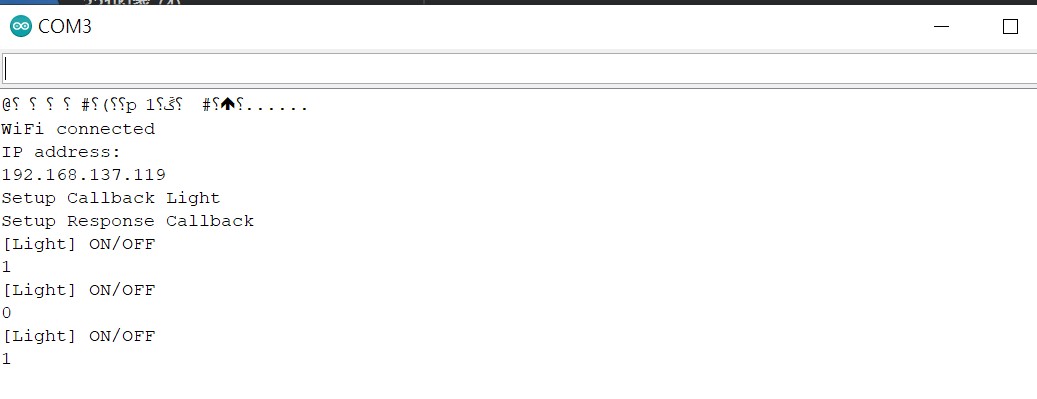 COM3
WiFi connected
IP address:
192.168.137.119
Setup Callback Light
Setup Response Callback
[Light] ON/OFF
1
[Light] ON/OFF
0
[Light] ON/OFF
1